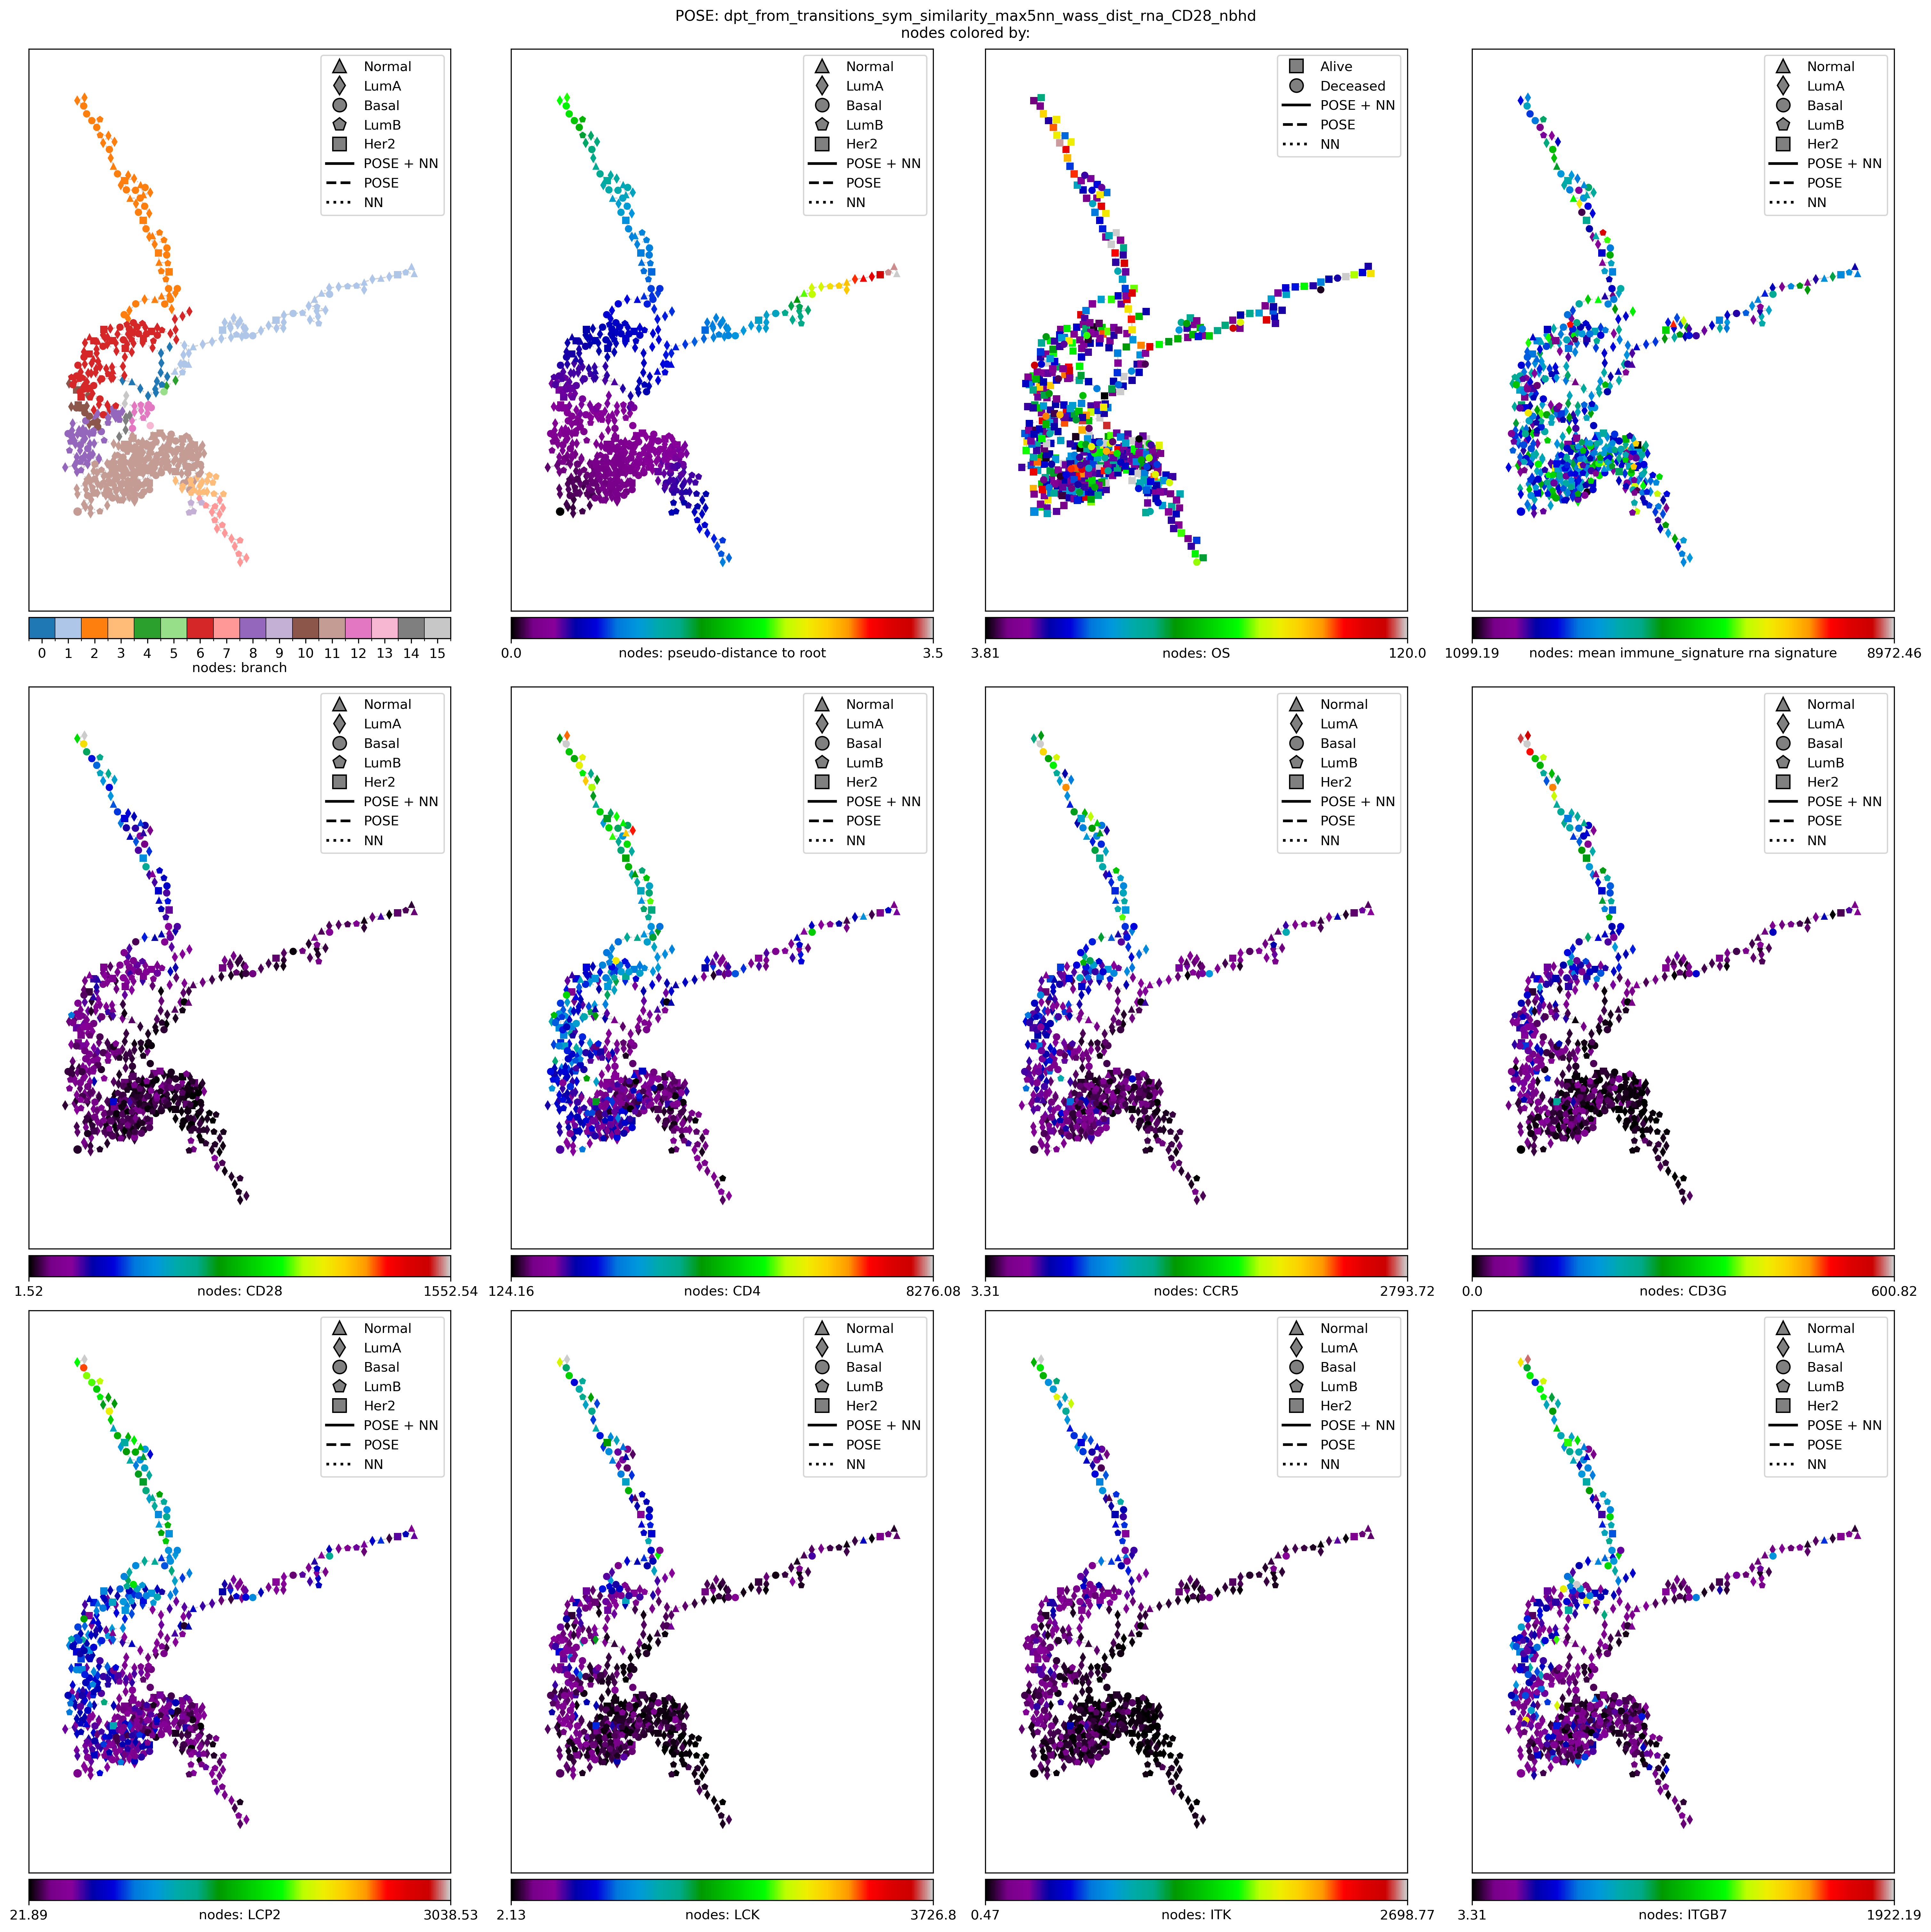 POSE: dpt_from_transitions_sym_similarity_max5nn_wass_dist_rna_CD28_nbhd
nodes colored by:
Normal
LumA
Basal
LumB
Her2
POSE + NN
POSE
NN
0 1 2 3 4 5 6 7 8 9 10 11 12 13 14 15
nodes: branch
Normal
LumA
Basal
LumB
Her2
POSE + NN
POSE
NN
0.0 nodes: pseudo-distance to root 3.5
Alive
Deceased
POSE + NN
POSE
NN
3.81 nodes: OS 120.0
Normal
LumA
Basal
LumB
Her2
POSE + NN
POSE
NN
1099.19 nodes: mean immune_signature rna signature 8972.46
Normal
LumA
Basal
LumB
Her2
POSE + NN
POSE
NN
1.52 nodes: CD28 1552.54
Normal
LumA
Basal
LumB
Her2
POSE + NN
POSE
NN
124.16 nodes: CD4 8276.08
Normal
LumA
Basal
LumB
Her2
POSE + NN
POSE
NN
3.31 nodes: CCR5 2793.72
Normal
LumA
Basal
LumB
Her2
POSE + NN
POSE
NN
0.0 nodes: CD3G 600.82
Normal
LumA
Basal
LumB
Her2
POSE + NN
POSE
NN
21.89 nodes: LCP2 3038.53
Normal
LumA
Basal
LumB
Her2
POSE + NN
POSE
NN
2.13 nodes: LCK 3726.8
Normal
LumA
Basal
LumB
Her2
POSE + NN
POSE
NN
0.47 nodes: ITK 2698.77
Normal
LumA
Basal
LumB
Her2
POSE + NN
POSE
NN
3.31 nodes: ITGB7 1922.19